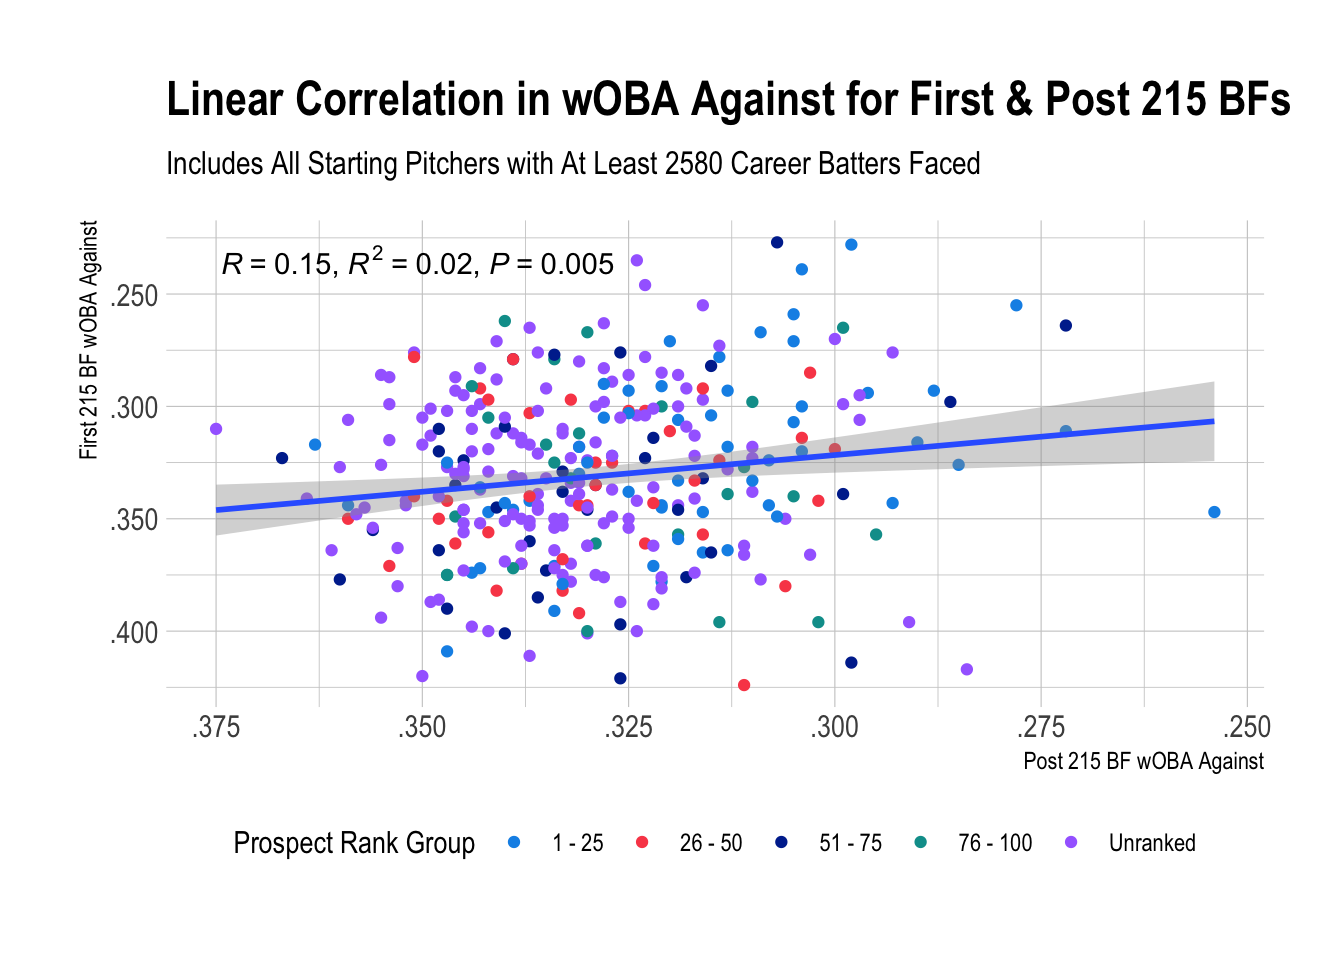 Linear Correlation in wOBA Against for First & Post 215 BFs
Includes All Starting Pitchers with At Least 2580 Career Batters Faced
First 215 BF wOBA Against
R = 0.15, R² = 0.02, P = 0.005
.250
.300
.350
.400
.375
.350
.325
.300
.275
.250
Post 215 BF wOBA Against
Prospect Rank Group
1 - 25
26 - 50
51 - 75
76 - 100
Unranked